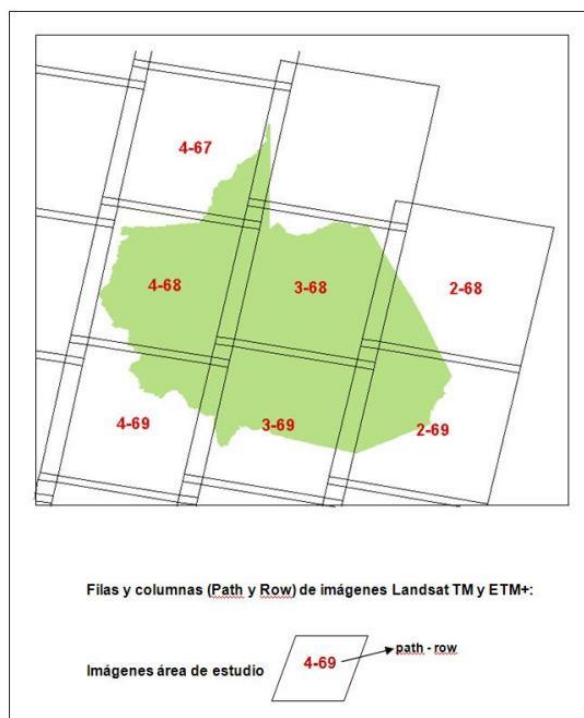 4-67
4-68
3-68
2-68
4-69
3-69
2-69
Filas y columnas (Path y Row) de imágenes Landsat TM y ETM+:
4-69
path - row
Imágenes área de estudio